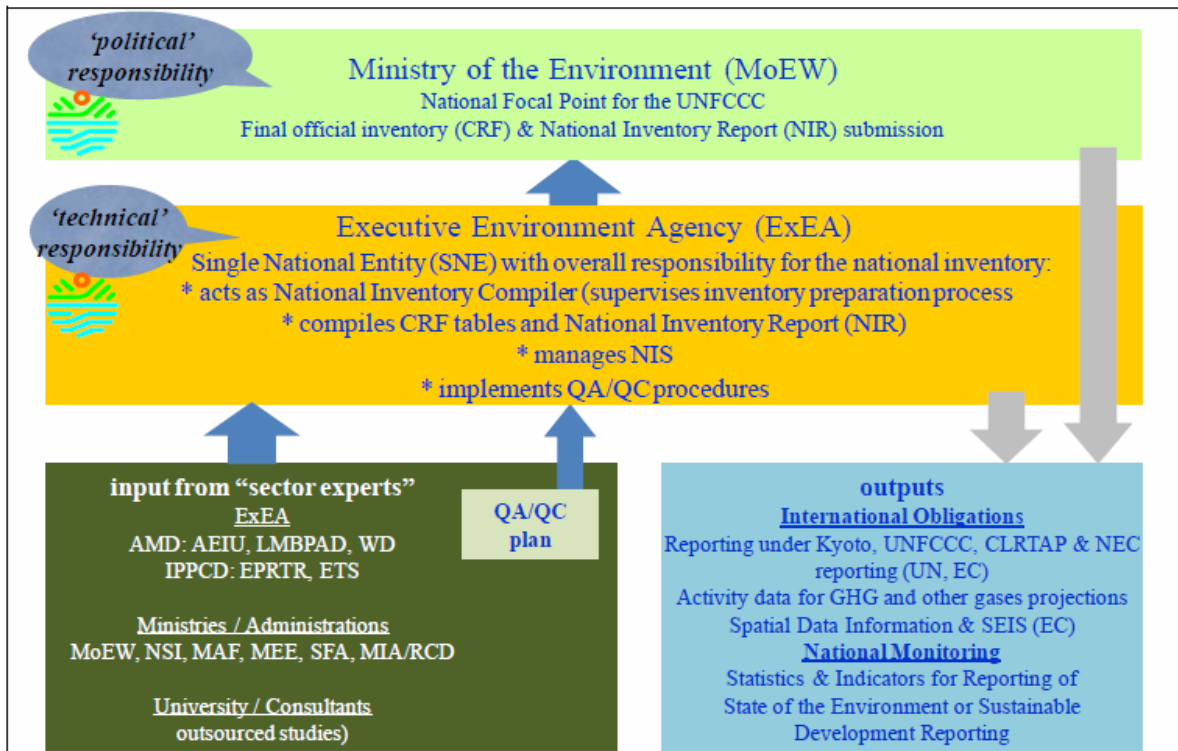 ‘political’
responsibility
Ministry of the Environment (MoEW)
National Focal Point for the UNFCCC
Final official inventory (CRF) & National Inventory Report (NIR) submission
‘technical’
responsibility
Executive Environment Agency (ExEA)
Single National Entity (SNE) with overall responsibility for the national inventory:
* acts as National Inventory Compiler (supervises inventory preparation process
* compiles CRF tables and National Inventory Report (NIR)
* manages NIS
* implements QA/QC procedures
input from “sector experts”
ExEA
AMD: AEIU, LMBPAD, WD
IPPCD: EPRTR, ETS
Ministries / Administrations
MoEW, NSI, MAF, MEE, SFA, MIA/RCD
University / Consultants
outsourced studies)
QA/QC
plan
outputs
International Obligations
Reporting under Kyoto, UNFCCC, CLRTAP & NEC
reporting (UN, EC)
Activity data for GHG and other gases projections
Spatial Data Information & SEIS (EC)
National Monitoring
Statistics & Indicators for Reporting of
State of the Environment or Sustainable
Development Reporting